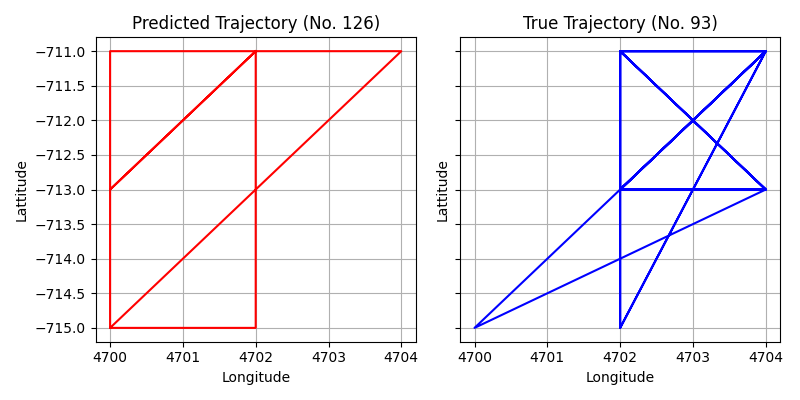 Predicted Trajectory (No. 126)
True Trajectory (No. 93)
−711.0
−711.5
−712.0
−712.5
−713.0
−713.5
−714.0
−714.5
−715.0
Lattitude
Lattitude
4700 4701 4702 4703 4704
4700 4701 4702 4703 4704
Longitude
Longitude